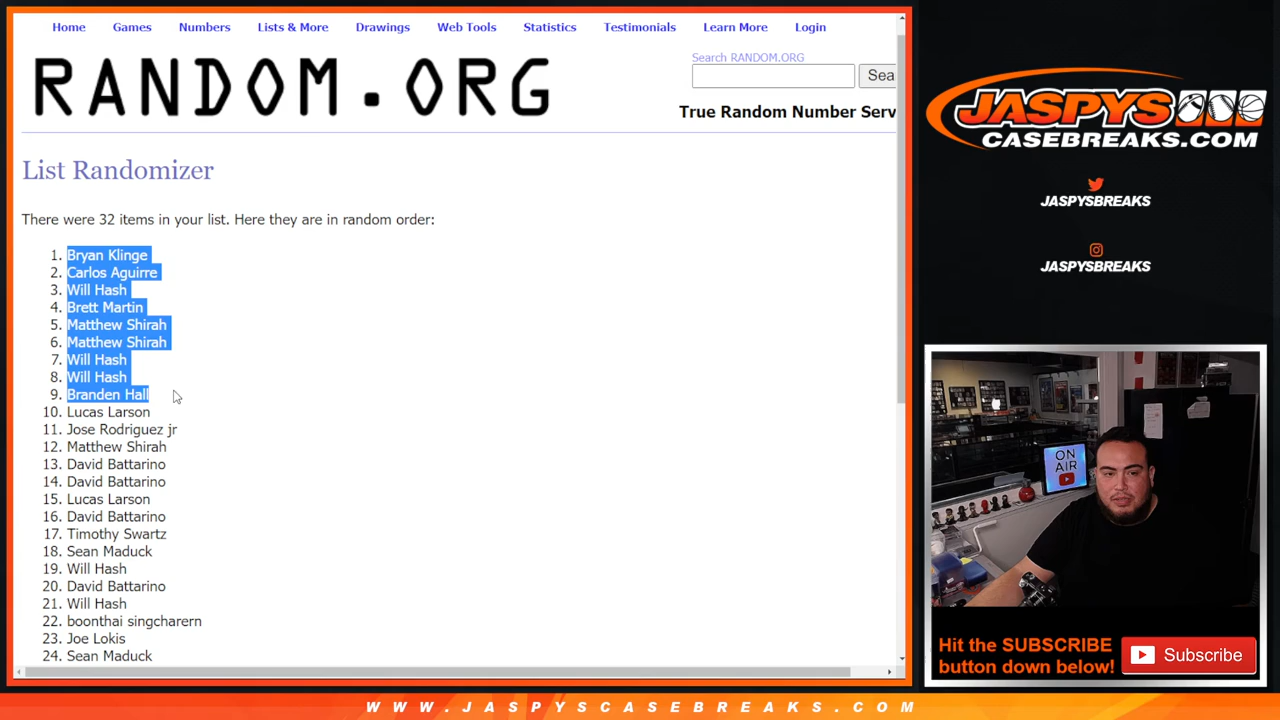 Home Games Numbers Lists & More Drawings Web Tools Statistics Testimonials Learn More Login
RANDOM.ORG
Search RANDOM.ORG
Sea
True Random Number Serv
List Randomizer
There were 32 items in your list. Here they are in random order:
1. Bryan Klinge
2. Carlos Aguirre
3. Will Hash
4. Brett Martin
5. Matthew Shirah
6. Matthew Shirah
7. Will Hash
8. Will Hash
9. Branden Hall
10. Lucas Larson
11. Jose Rodriguez jr
12. Matthew Shirah
13. David Battarino
14. David Battarino
15. Lucas Larson
16. David Battarino
17. Timothy Swartz
18. Sean Maduck
19. Will Hash
20. David Battarino
21. Will Hash
22. boonthai singcharern
23. Joe Lokis
24. Sean Maduck
JASPYS
CASEBREAKS.COM
JASPYSBREAKS
JASPYSBREAKS
ON
AIR
Hit the SUBSCRIBE
button down below!
Subscribe
WWW.JASPYSCASEBREAKS.COM